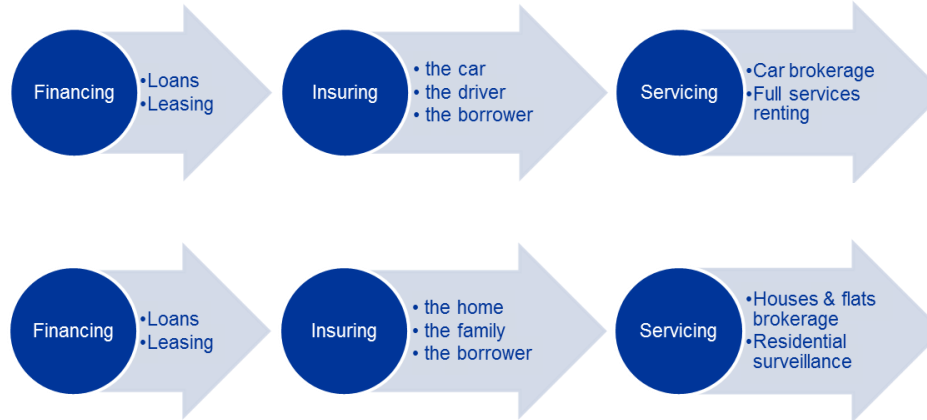 Financing
•Loans
•Leasing
Insuring
• the car
• the driver
• the borrower
Servicing
•Car brokerage
•Full services
renting
Financing
•Loans
•Leasing
Insuring
• the home
• the family
• the borrower
Servicing
•Houses & flats
brokerage
•Residential
surveillance